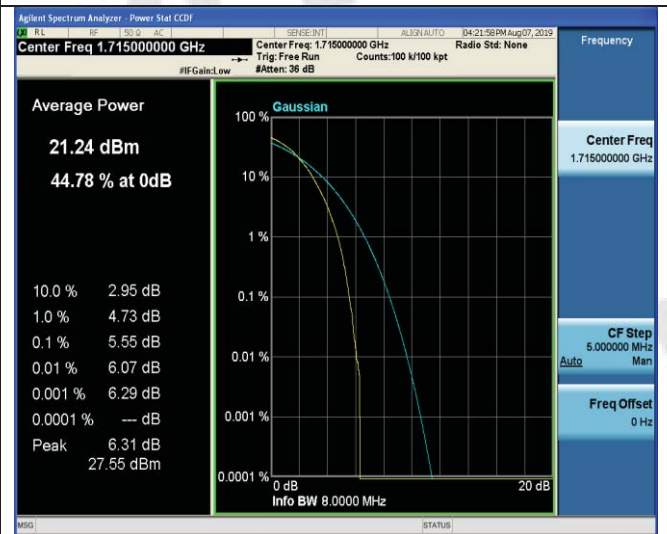 Agilent Spectrum Analyzer - Power Stat CCDF
RL RF 50 Ω AC SENSE:INT ALIGN AUTO 04:21:58 PM Aug 07, 2019
Center Freq 1.715000000 GHz
Center Freq: 1.715000000 GHz Radio Std: None
Trig: Free Run Counts:100 k/100 kpt
#IFGain:Low #Atten: 36 dB
Frequency
Average Power
21.24 dBm
44.78 % at 0dB
10.0 % 2.95 dB
1.0 % 4.73 dB
0.1 % 5.55 dB
0.01 % 6.07 dB
0.001 % 6.29 dB
0.0001 % --- dB
Peak 6.31 dB
27.55 dBm
Gaussian
100 %
10 %
1 %
0.1 %
0.01 %
0.001 %
0.0001 %
0 dB 20 dB
Info BW 8.0000 MHz
Center Freq
1.715000000 GHz
CF Step
5.000000 MHz
Auto Man
Freq Offset
0 Hz
MSG STATUS